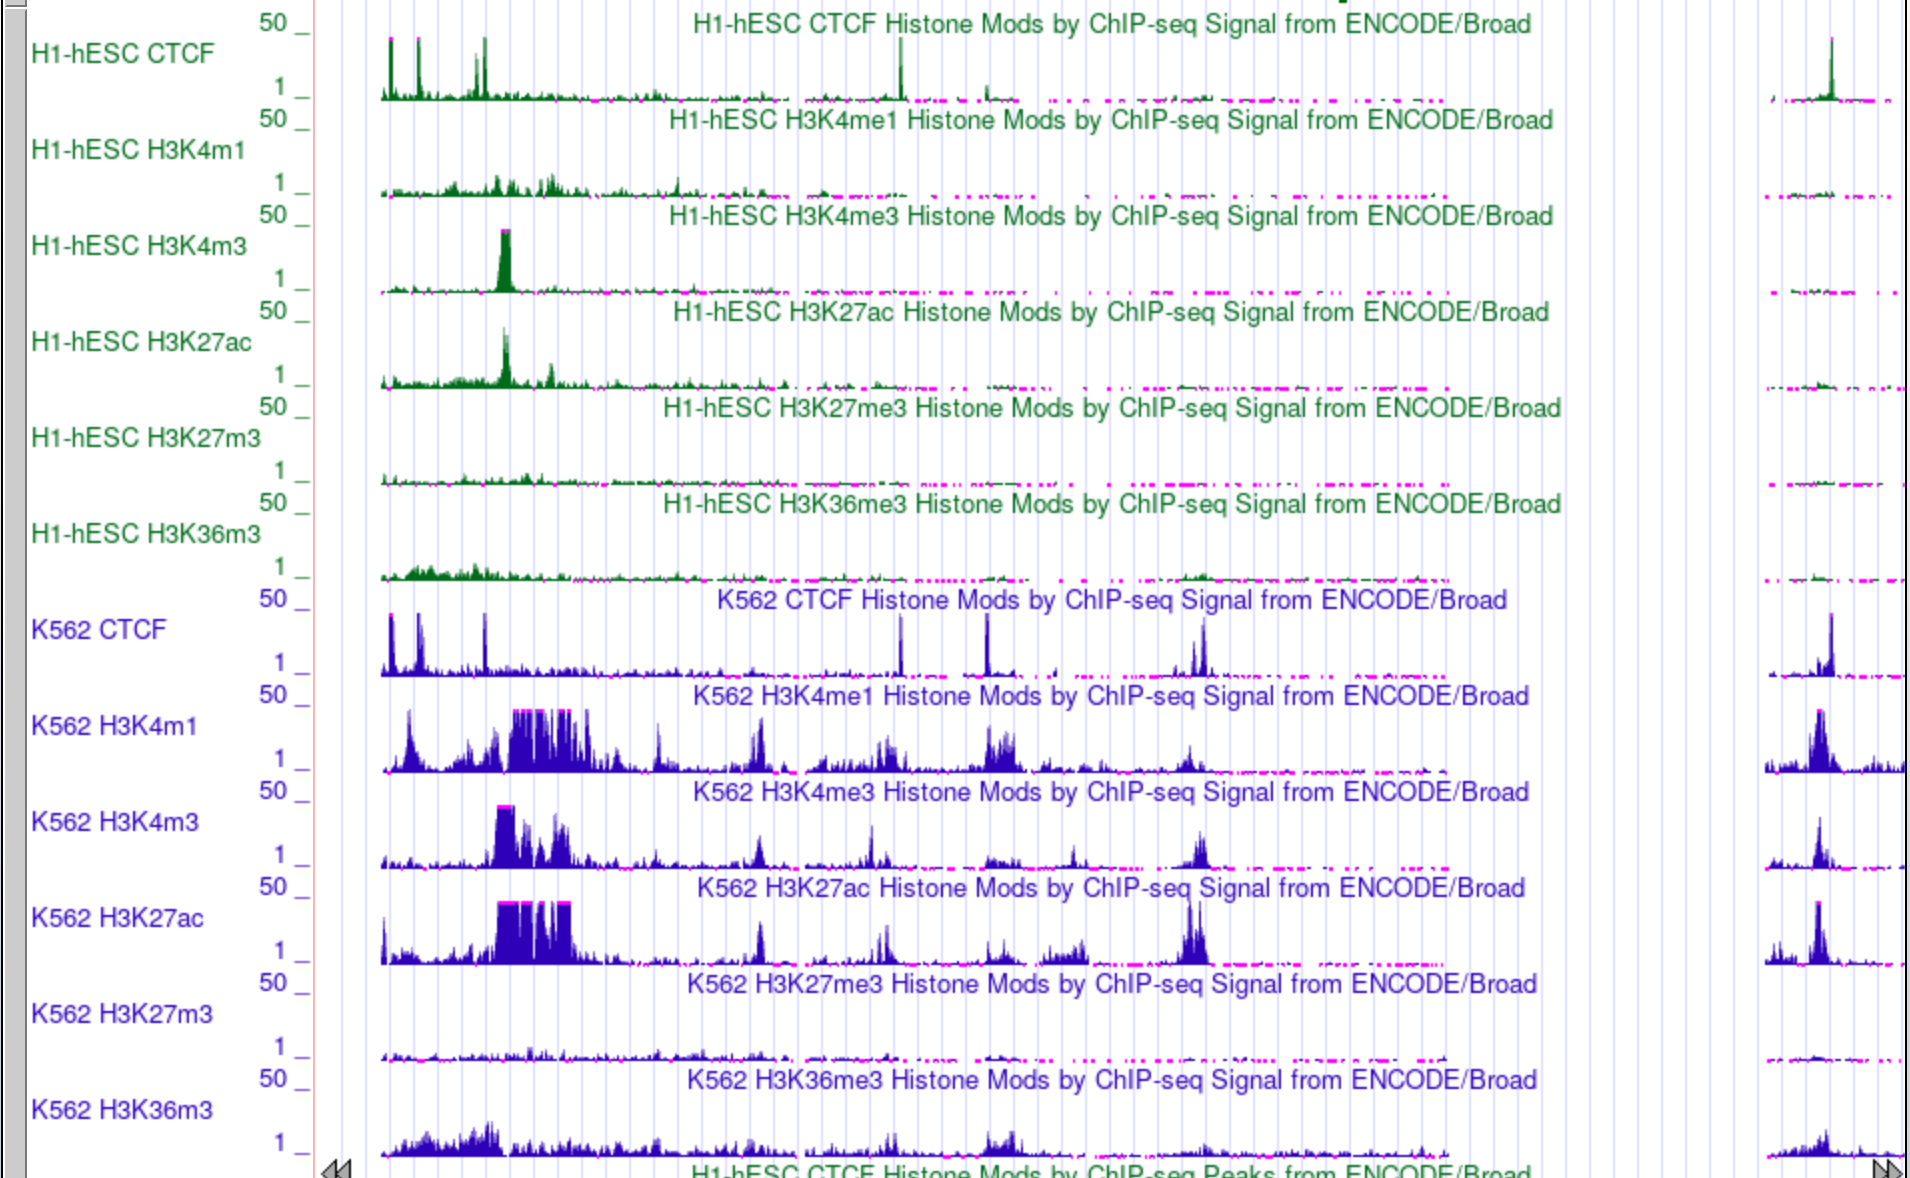 50 _ H1-hESC CTCF Histone Mods by ChIP-seq Signal from ENCODE/Broad
H1-hESC CTCF
1 _
50 _ H1-hESC H3K4me1 Histone Mods by ChIP-seq Signal from ENCODE/Broad
H1-hESC H3K4m1
1 _
50 _ H1-hESC H3K4me3 Histone Mods by ChIP-seq Signal from ENCODE/Broad
H1-hESC H3K4m3
1 _
50 _ H1-hESC H3K27ac Histone Mods by ChIP-seq Signal from ENCODE/Broad
H1-hESC H3K27ac
1 _
50 _ H1-hESC H3K27me3 Histone Mods by ChIP-seq Signal from ENCODE/Broad
H1-hESC H3K27m3
1 _
50 _ H1-hESC H3K36me3 Histone Mods by ChIP-seq Signal from ENCODE/Broad
H1-hESC H3K36m3
1 _
50 _ K562 CTCF Histone Mods by ChIP-seq Signal from ENCODE/Broad
K562 CTCF
1 _
50 _ K562 H3K4me1 Histone Mods by ChIP-seq Signal from ENCODE/Broad
K562 H3K4m1
1 _
50 _ K562 H3K4me3 Histone Mods by ChIP-seq Signal from ENCODE/Broad
K562 H3K4m3
1 _
50 _ K562 H3K27ac Histone Mods by ChIP-seq Signal from ENCODE/Broad
K562 H3K27ac
1 _
50 _ K562 H3K27me3 Histone Mods by ChIP-seq Signal from ENCODE/Broad
K562 H3K27m3
1 _
50 _ K562 H3K36me3 Histone Mods by ChIP-seq Signal from ENCODE/Broad
K562 H3K36m3
1 _
H1-hESC CTCF Histone Mods by ChIP-seq Peaks from ENCODE/Broad